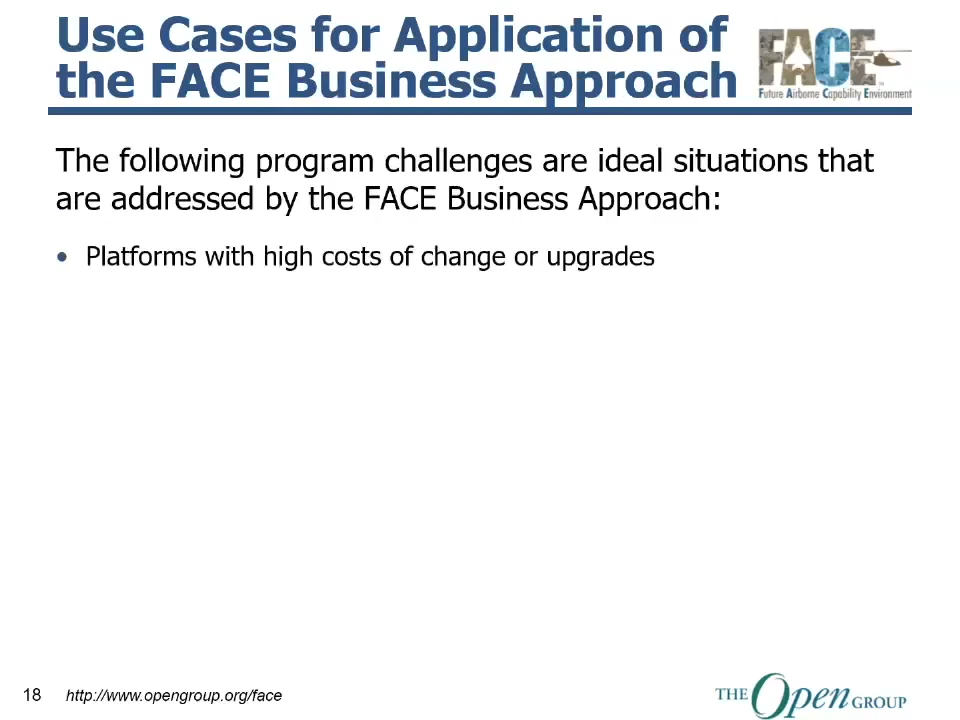 Use Cases for Application of
the FACE Business Approach
FACE
Future Airborne Capability Environment
The following program challenges are ideal situations that
are addressed by the FACE Business Approach:
• Platforms with high costs of change or upgrades
18 http://www.opengroup.org/face
THE Open GROUP